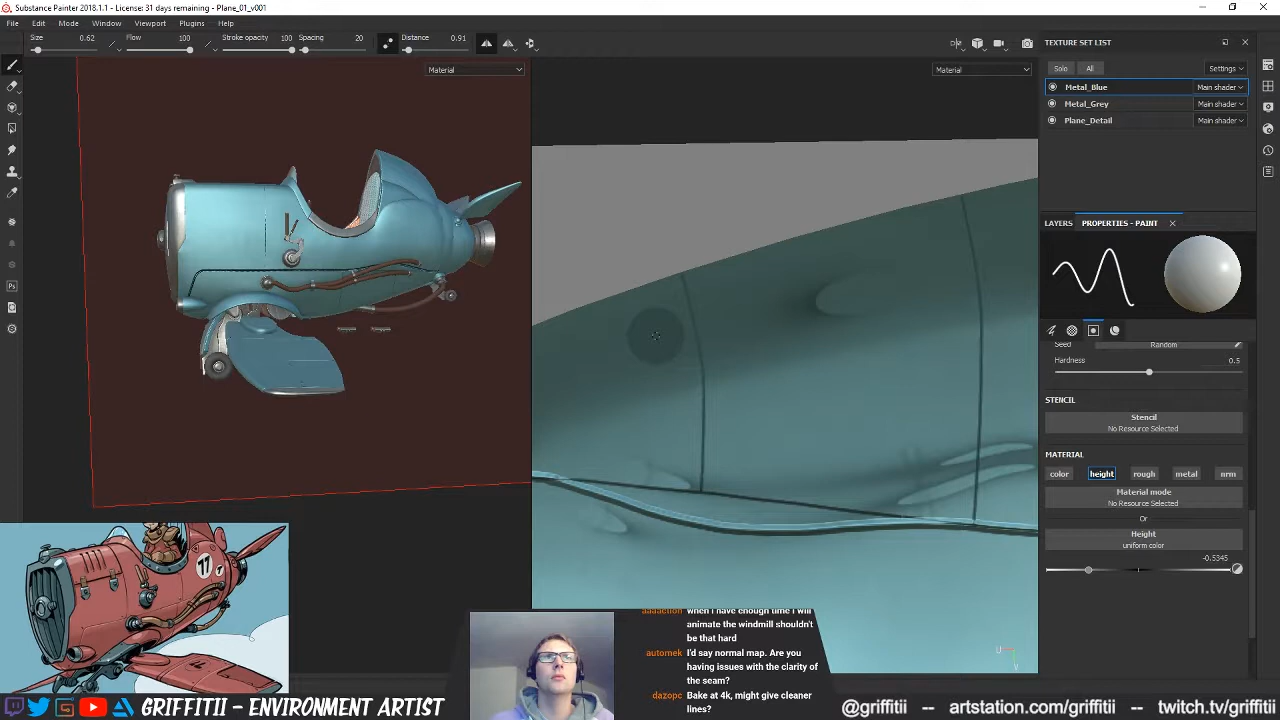 Substance Painter 2018.1.1 - License: 31 days remaining - Plane_01_v001
File Edit Mode Window Viewport Plugins Help
Size 0.62 Flow 100 Stroke opacity 100 Spacing 20 Distance 0.91
Material
Material
TEXTURE SET LIST
Solo All Settings
Metal_Blue Main shader
Metal_Grey Main shader
Plane_Detail Main shader
LAYERS PROPERTIES - PAINT
Seed Random
Hardness 0.5
STENCIL
Stencil
No Resource Selected
MATERIAL
color height rough metal nrm
Material mode
No Resource Selected
Or
Height
uniform color
-0.5345
Ps
17
when I have enough time I will
animate the windmill shouldn't
be that hard
automek I'd say normal map. Are you
having issues with the clarity of
the seam?
dazopc Bake at 4k, might give cleaner
lines?
GRIFFITII - ENVIRONMENT ARTIST
@griffitii -- artstation.com/griffitii -- twitch.tv/griffitii